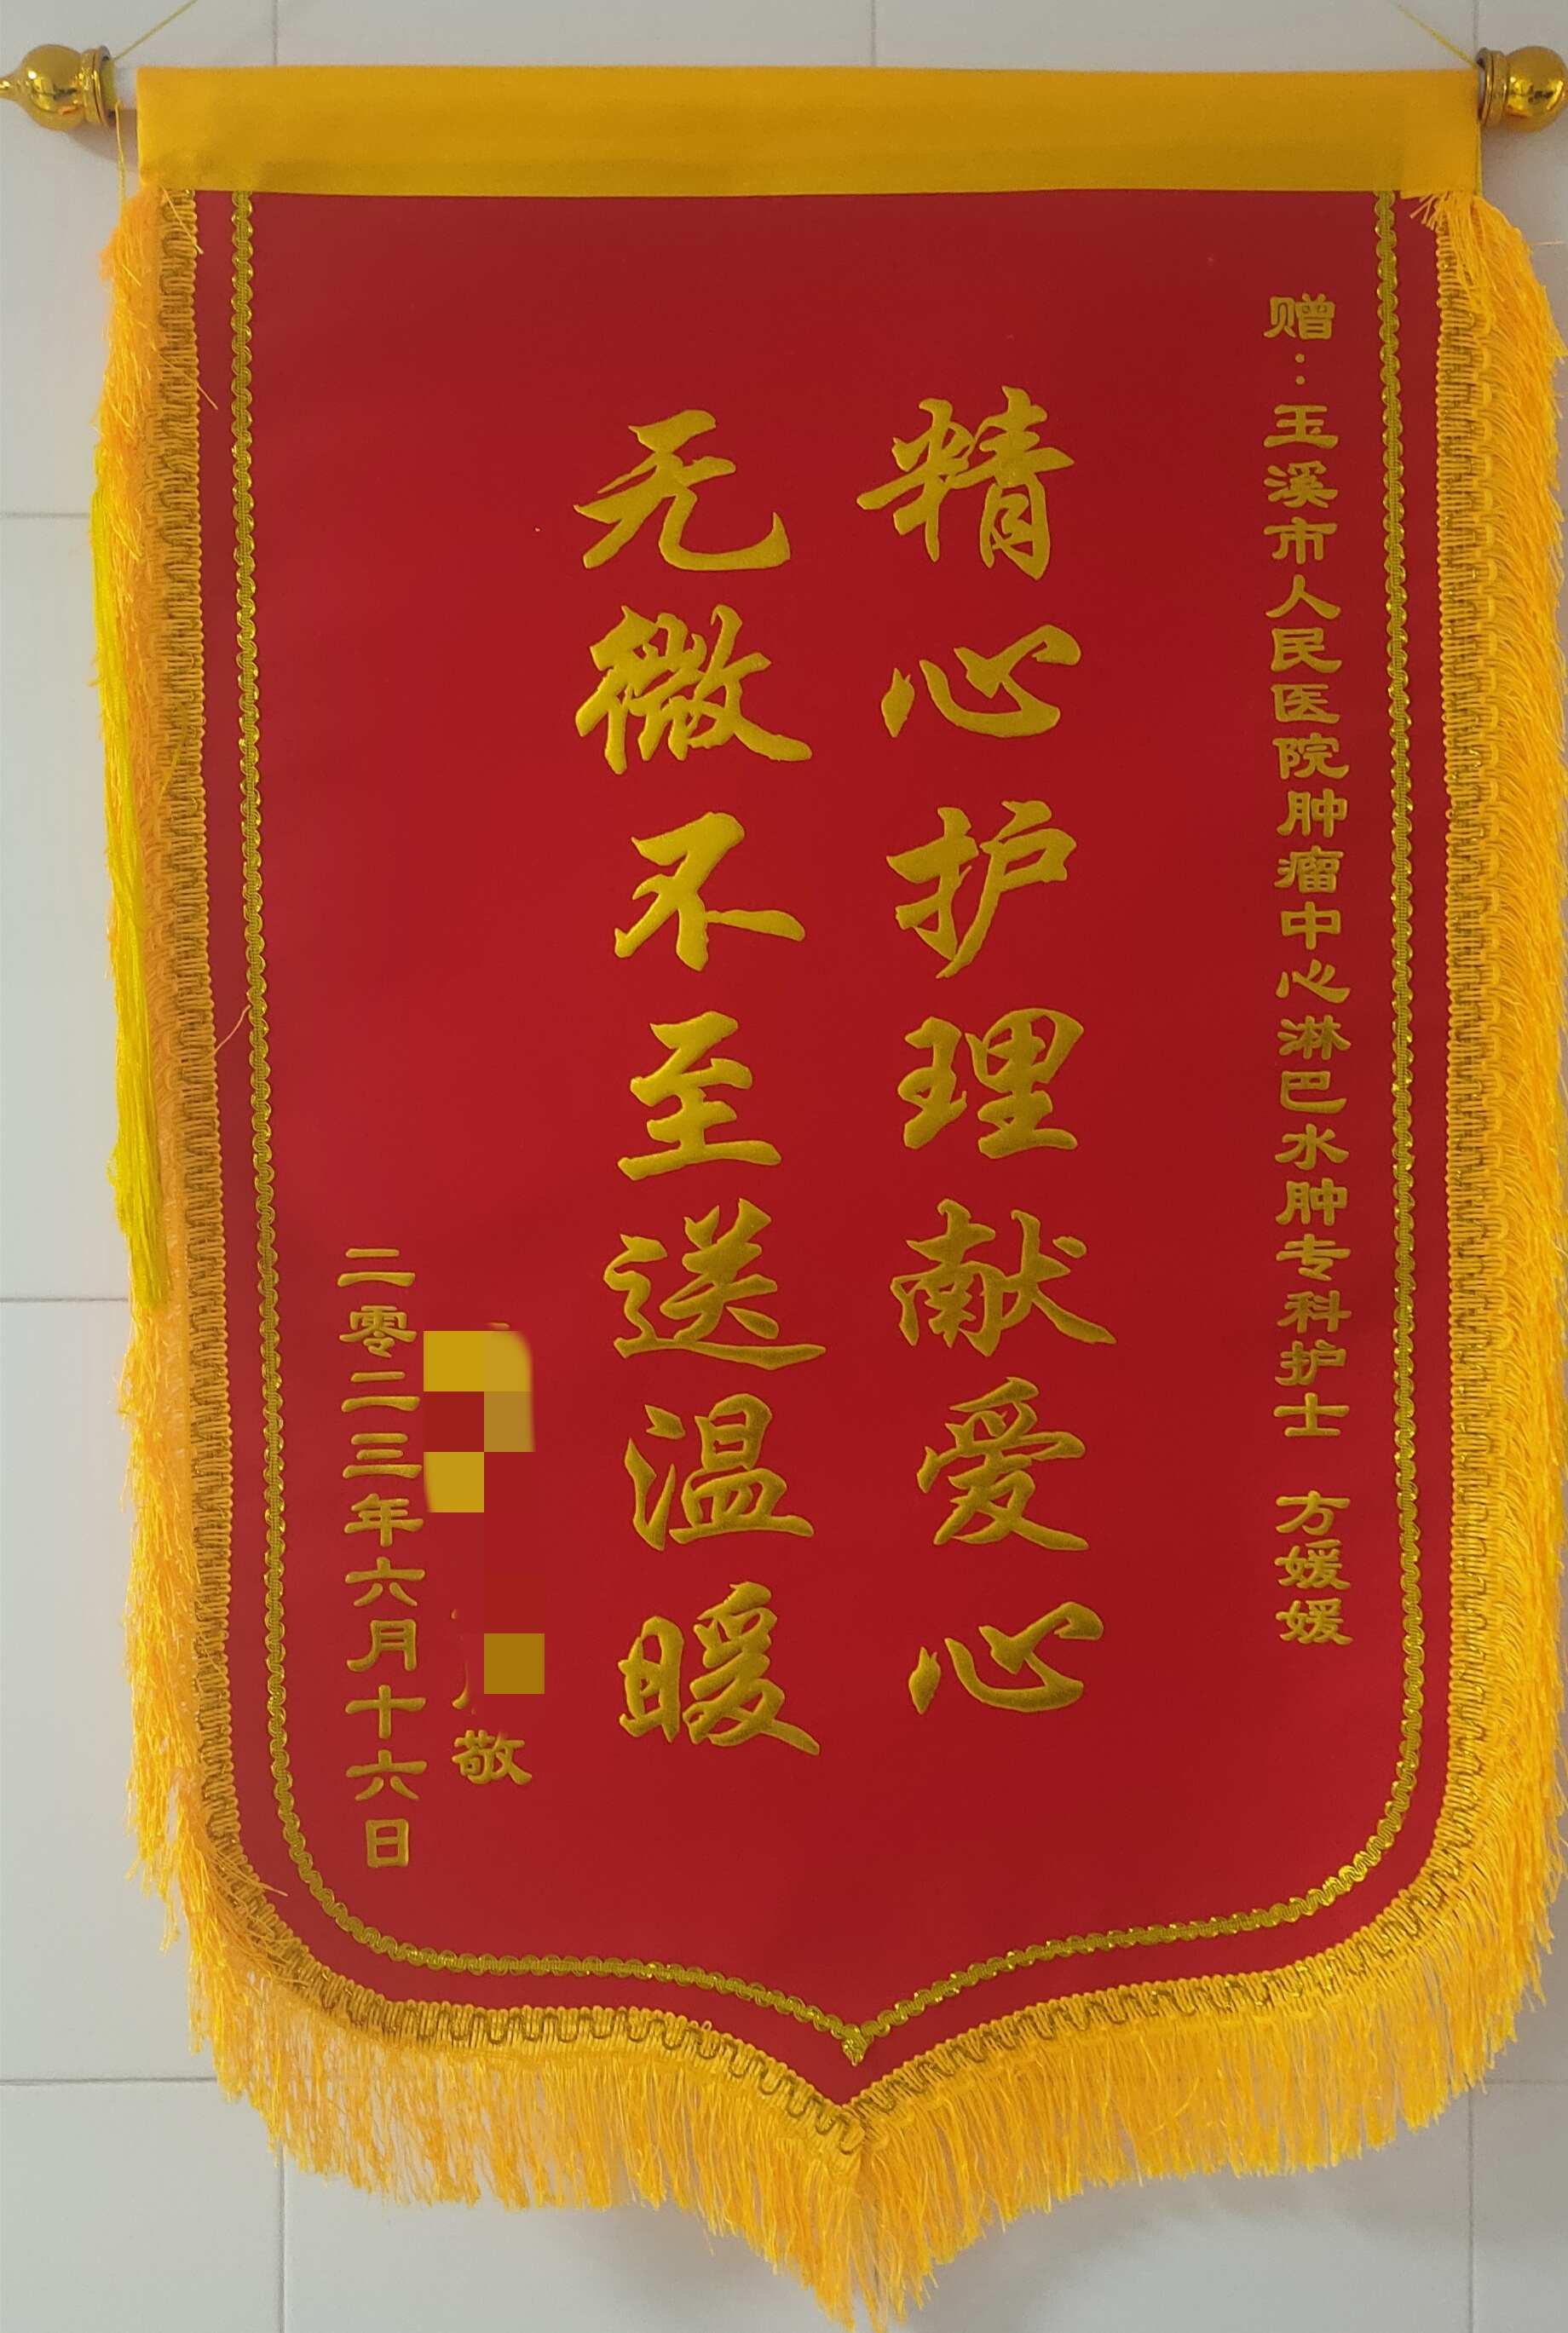 赠：玉溪市人民医院肿瘤中心淋巴水肿专科护士 方媛媛
精心护理献爱心
无微不至送温暖
敬
二零二三年六月十六日